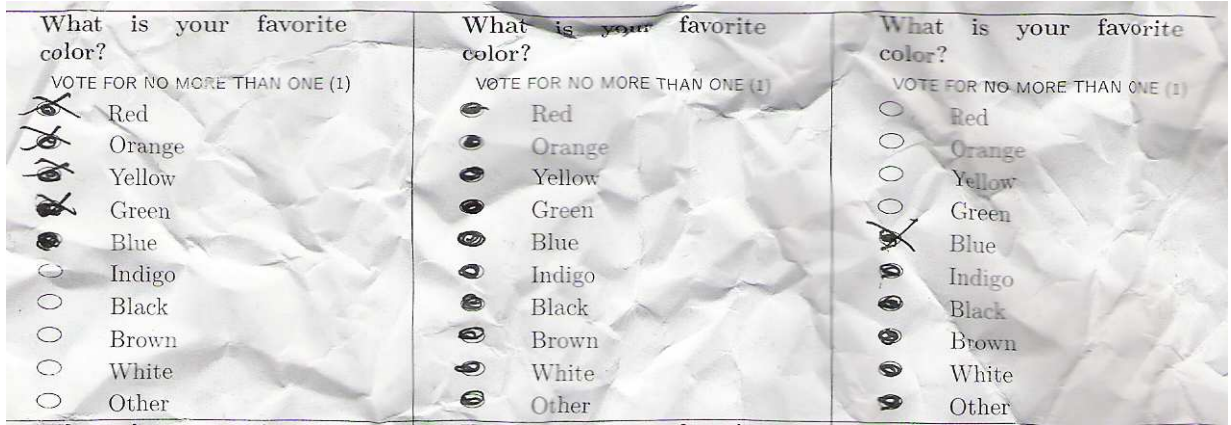 What is your favorite
color?
VOTE FOR NO MORE THAN ONE (1)
Red
Orange
Yellow
Green
Blue
Indigo
Black
Brown
White
Other
What is your favorite
color?
VOTE FOR NO MORE THAN ONE (1)
Red
Orange
Yellow
Green
Blue
Indigo
Black
Brown
White
Other
What is your favorite
color?
VOTE FOR NO MORE THAN ONE (1)
Red
Orange
Yellow
Green
Blue
Indigo
Black
Brown
White
Other